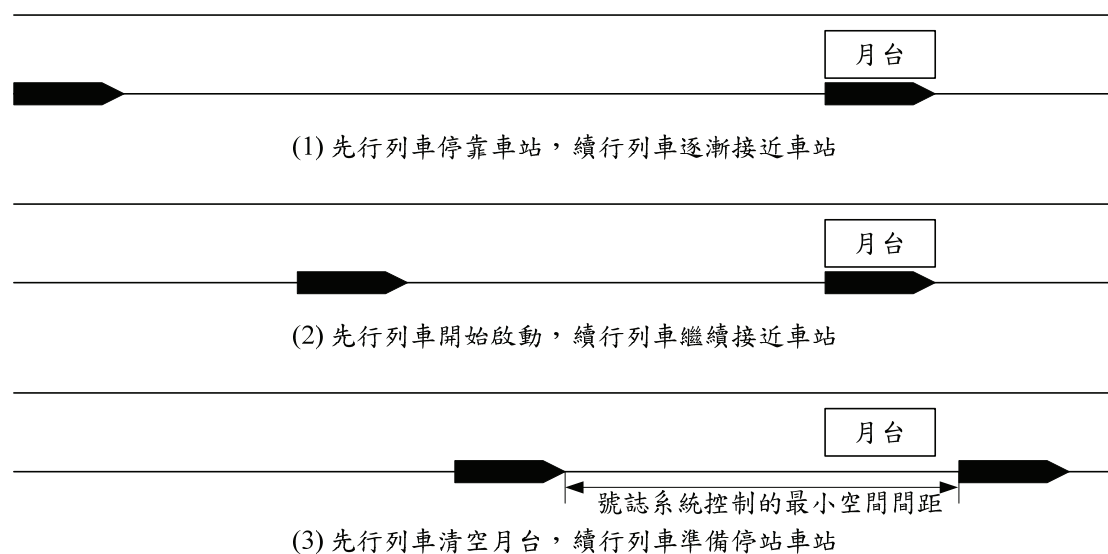 月台
(1) 先行列車停靠車站，續行列車逐漸接近車站
月台
(2) 先行列車開始啟動，續行列車繼續接近車站
月台
號誌系統控制的最小空間間距
(3) 先行列車清空月台，續行列車準備停站車站